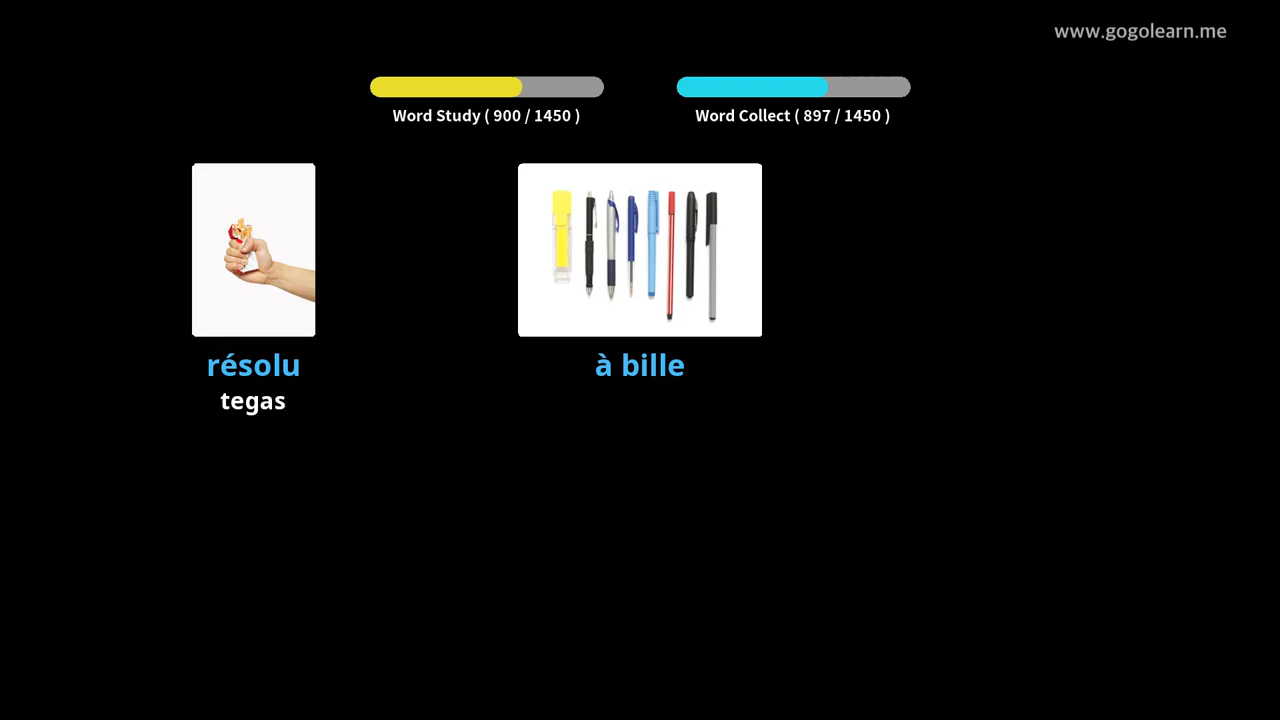 www.gogolearn.me
Word Study ( 900 / 1450 )
Word Collect ( 897 / 1450 )
résolu
tegas
à bille